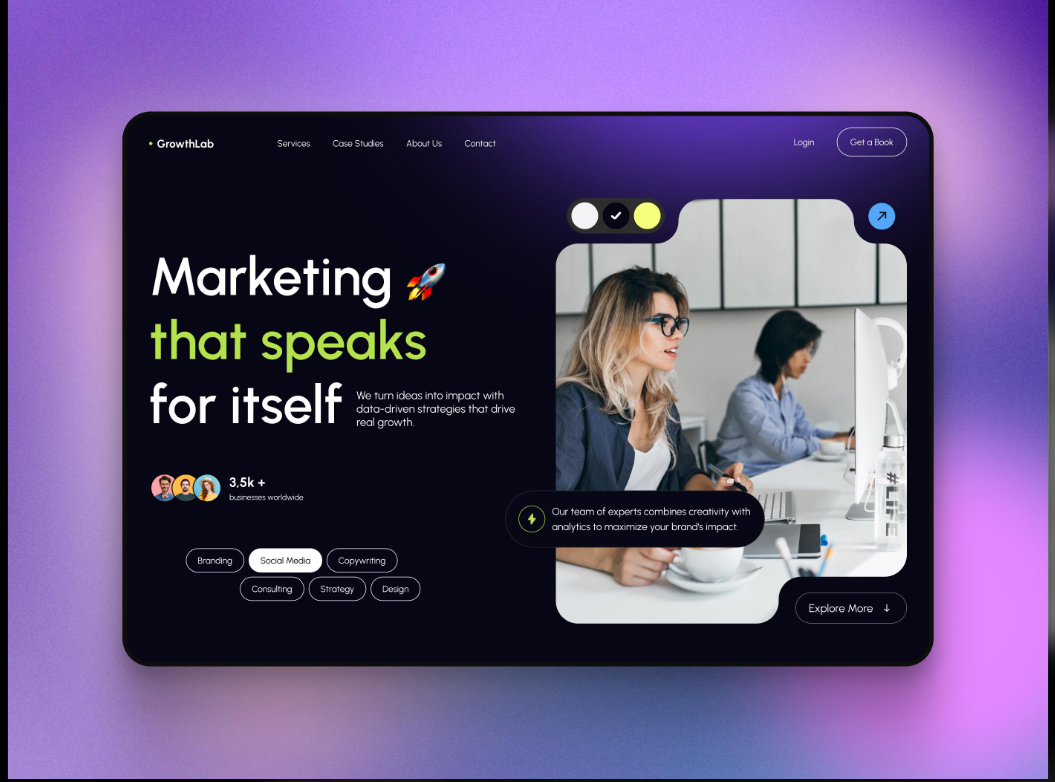 GrowthLab
Services
Case Studies
About Us
Contact
Login
Get a Book
Marketing 🚀
that speaks
for itself
We turn ideas into impact with
data-driven strategies that drive
real growth.
3,5k +
businesses worldwide
Branding
Social Media
Copywriting
Consulting
Strategy
Design
#LIFE
Our team of experts combines creativity with
analytics to maximize your brand's impact.
Explore More